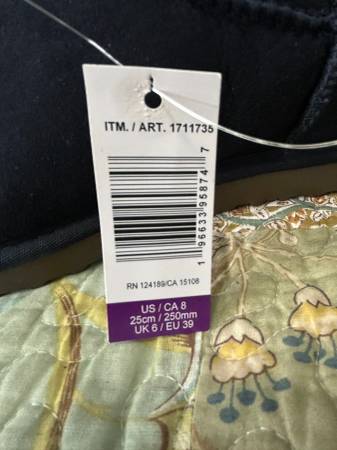 ITM. / ART. 1711735
1 96633 95874 7
RN 124189/CA 15108
US / CA 8
25cm / 250mm
UK 6 / EU 39